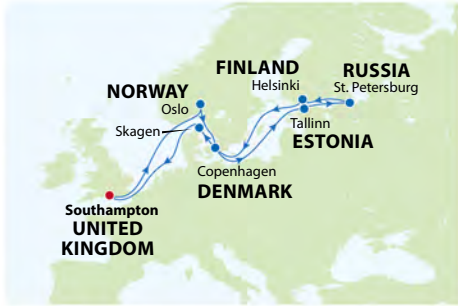 FINLAND
Helsinki
RUSSIA
St. Petersburg
NORWAY
Oslo
Skagen
Tallinn
ESTONIA
Copenhagen
DENMARK
Southampton
UNITED
KINGDOM